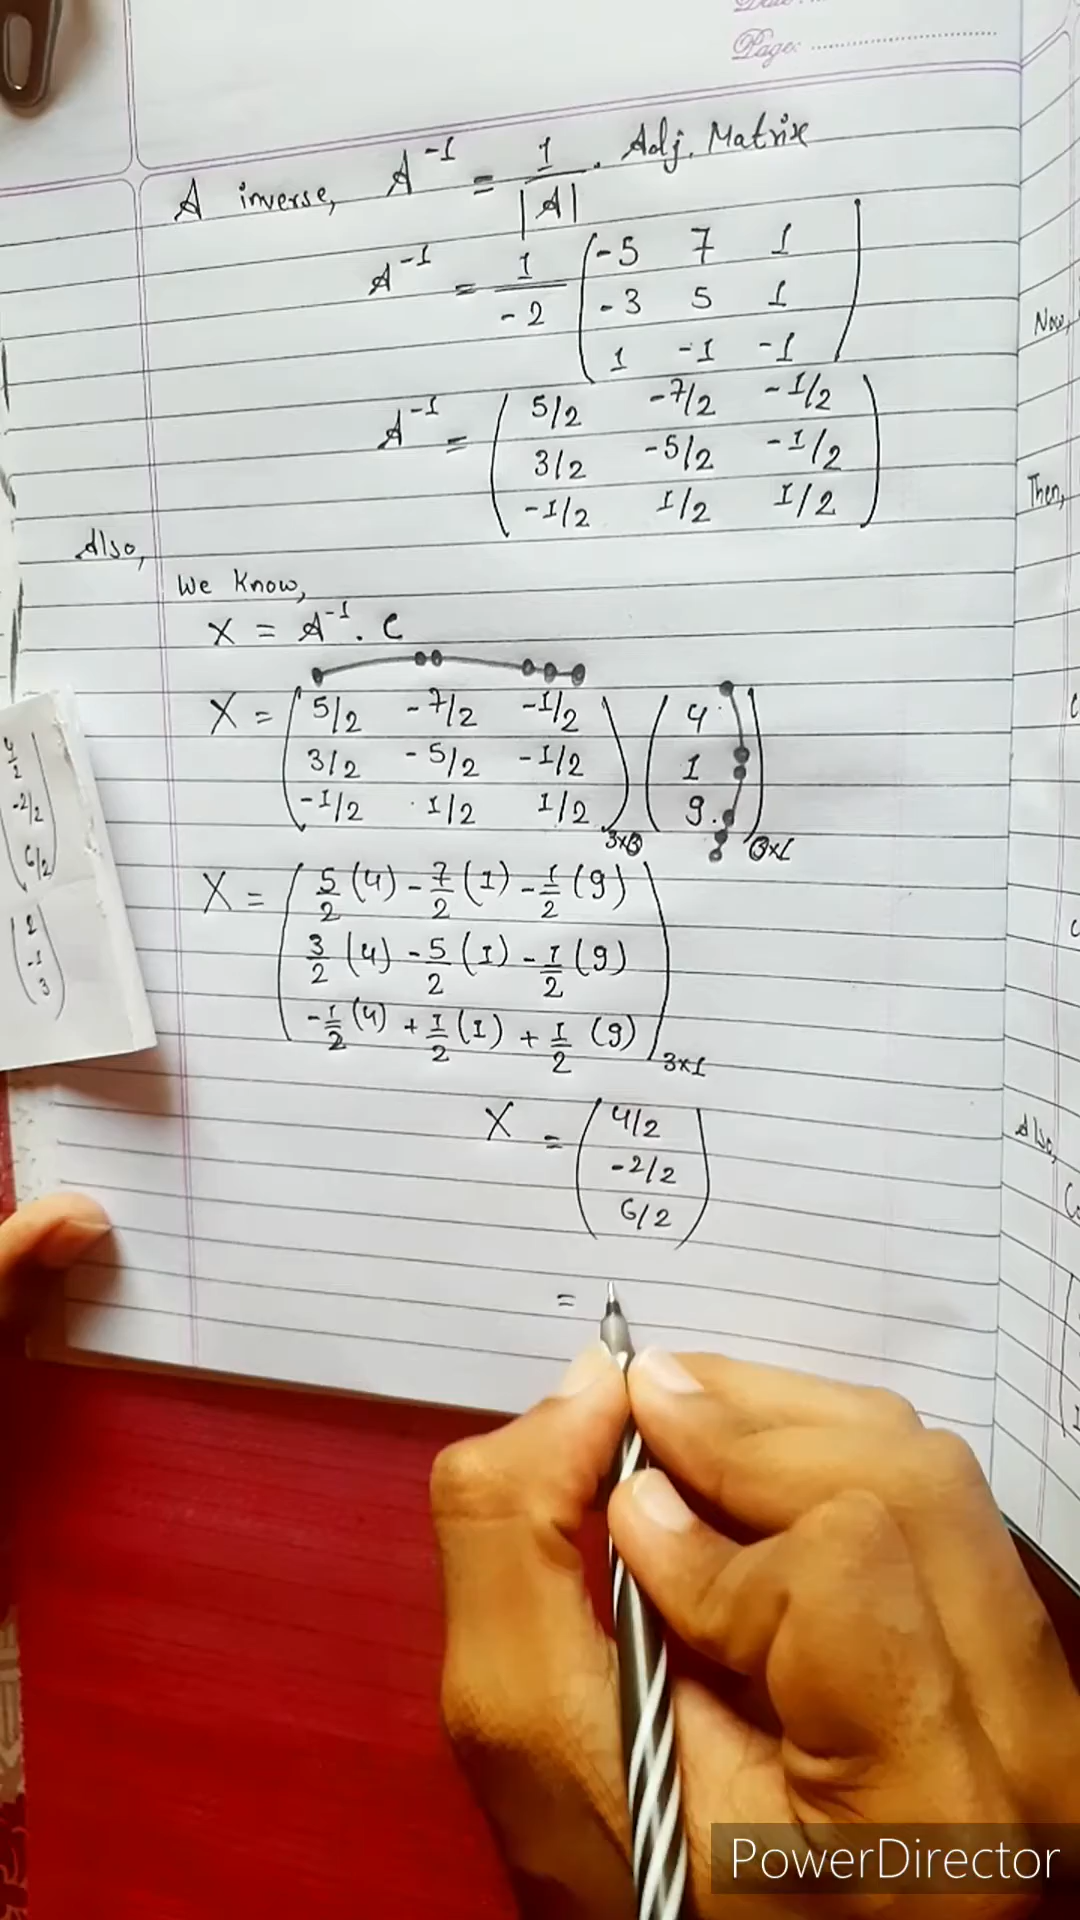 Page:
A inverse, A⁻¹ = 1/|A| . Adj. Matrix
A⁻¹ = 1/-2 ( -5 7 1
-3 5 1
1 -1 -1 )
A⁻¹ = ( 5/2 -7/2 -1/2
3/2 -5/2 -1/2
-1/2 1/2 1/2 )
Also,
We Know,
X = A⁻¹ . C
X = ( 5/2 -7/2 -1/2 ) ( 4 )
( 3/2 -5/2 -1/2 ) ( 1 )
( -1/2 1/2 1/2 )3×3 ( 9 )3×1
X = ( 5/2 (4) - 7/2 (1) - 1/2 (9)
3/2 (4) - 5/2 (1) - 1/2 (9)
-1/2 (4) + 1/2 (1) + 1/2 (9) )3×1
X = ( 4/2
-2/2
6/2 )
=
4/2
-2/2
6/2
2
-1
3
Now,
Then,
Also,
PowerDirector